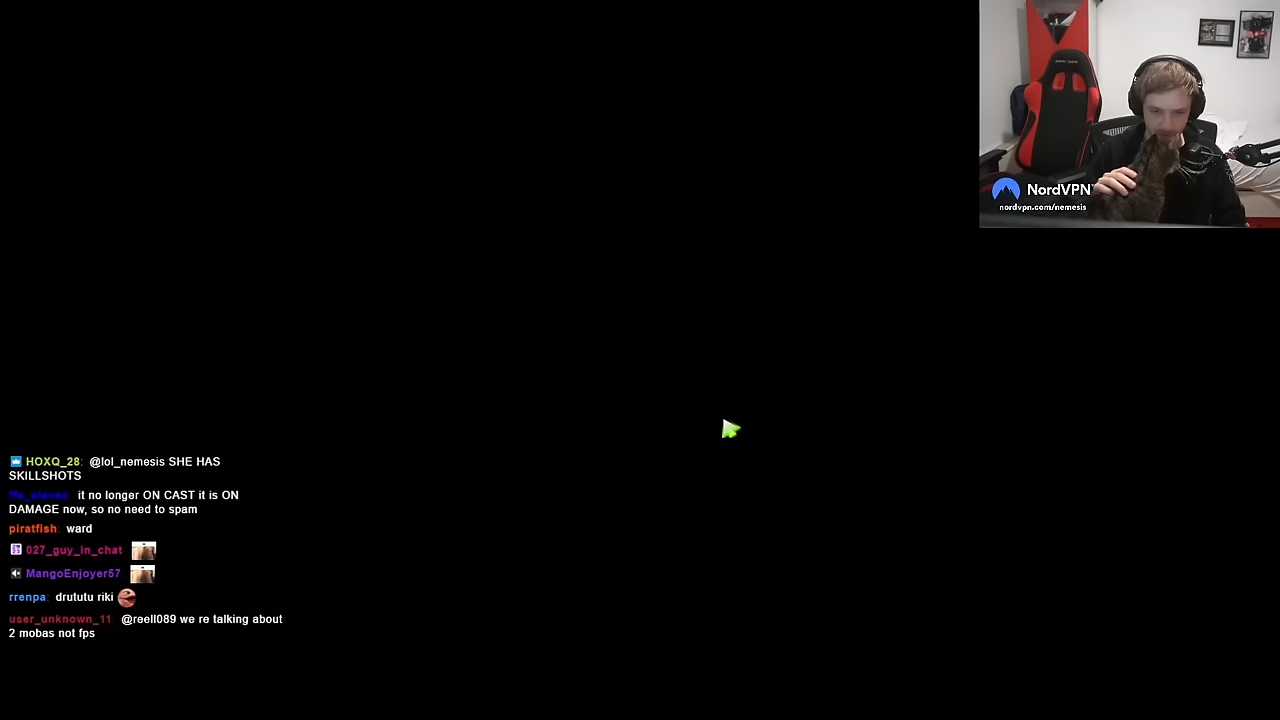 NordVPN
nordvpn.com/nemesis
HOXQ_28: @lol_nemesis SHE HAS
SKILLSHOTS
it no longer ON CAST it is ON
DAMAGE now, so no need to spam
piratfish: ward
027_guy_in_chat
MangoEnjoyer57
rrenpa: drututu riki
user_unknown_11 @reell089 we re talking about
2 mobas not fps